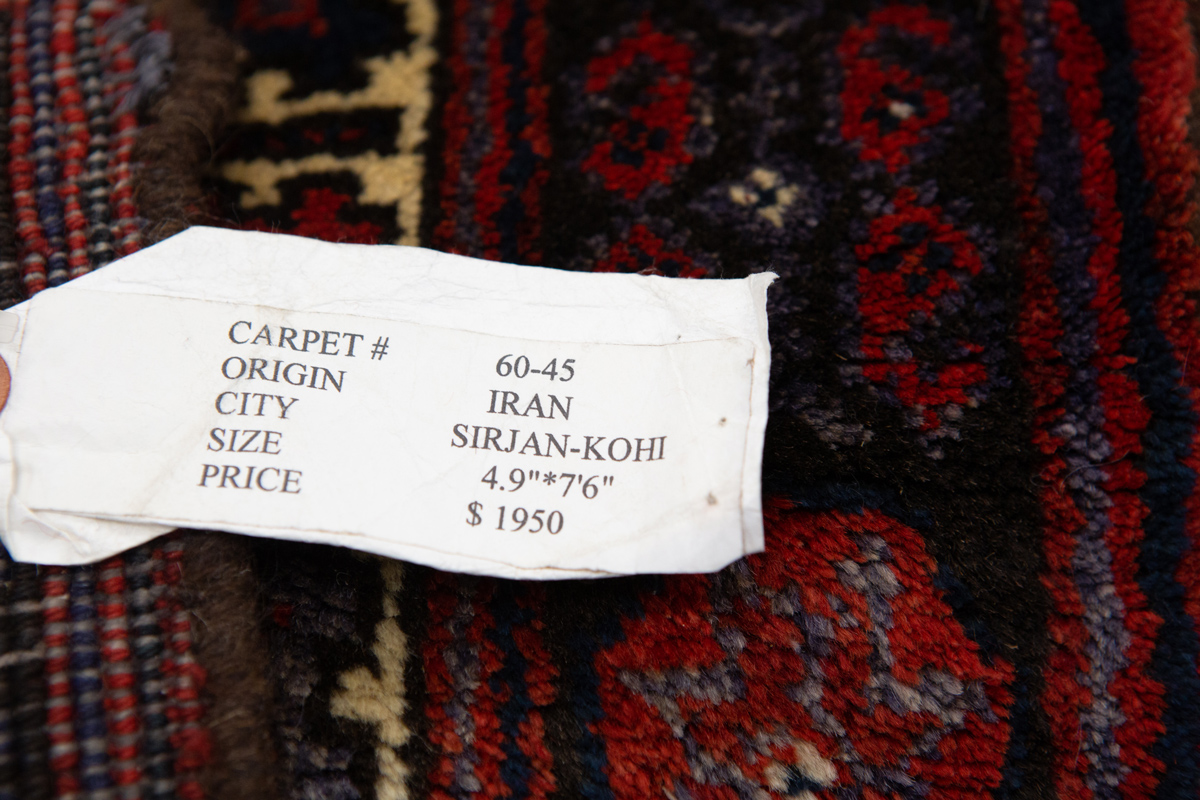 CARPET # 60-45
ORIGIN IRAN
CITY SIRJAN-KOHI
SIZE 4.9"*7'6"
PRICE $ 1950